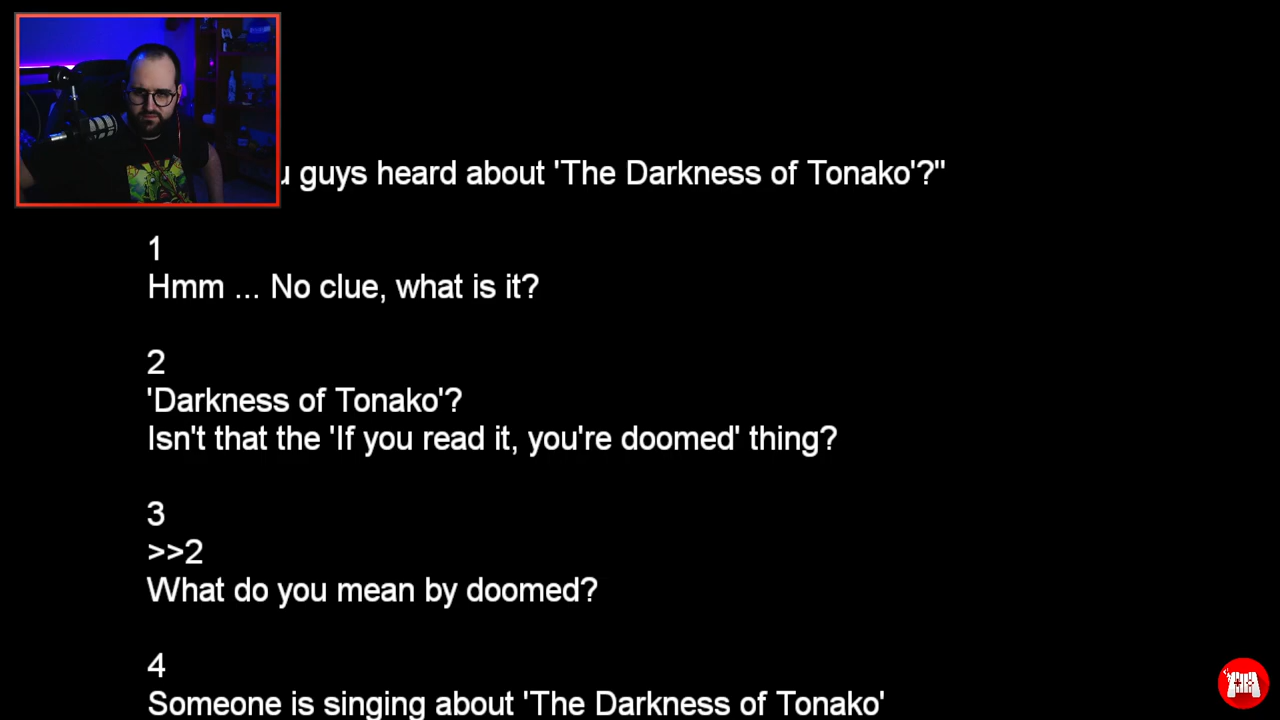 guys heard about 'The Darkness of Tonako'?"
1
Hmm ... No clue, what is it?
2
'Darkness of Tonako'?
Isn't that the 'If you read it, you're doomed' thing?
3
>>2
What do you mean by doomed?
4
Someone is singing about 'The Darkness of Tonako'